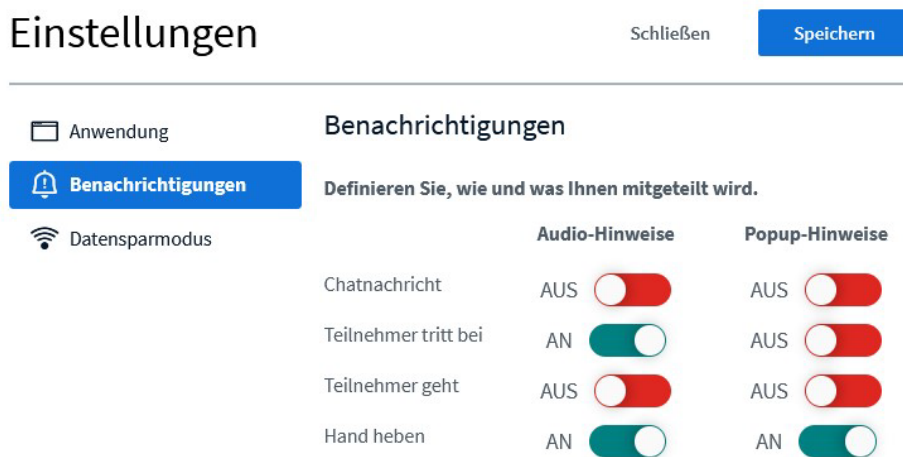 Einstellungen
Schließen
Speichern
Anwendung
Benachrichtigungen
Datensparmodus
Benachrichtigungen
Definieren Sie, wie und was Ihnen mitgeteilt wird.
Audio-Hinweise Popup-Hinweise
Chatnachricht AUS AUS
Teilnehmer tritt bei AN AUS
Teilnehmer geht AUS AUS
Hand heben AN AN